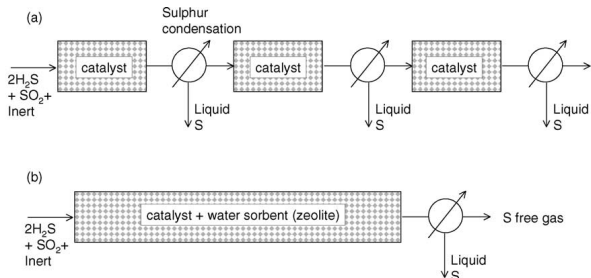 (a)
Sulphur
condensation
catalyst
catalyst
catalyst
2H₂S
+ SO₂+
Inert
Liquid
S
Liquid
S
Liquid
S
(b)
catalyst + water sorbent (zeolite)
S free gas
2H₂S
+ SO₂+
Inert
Liquid
S